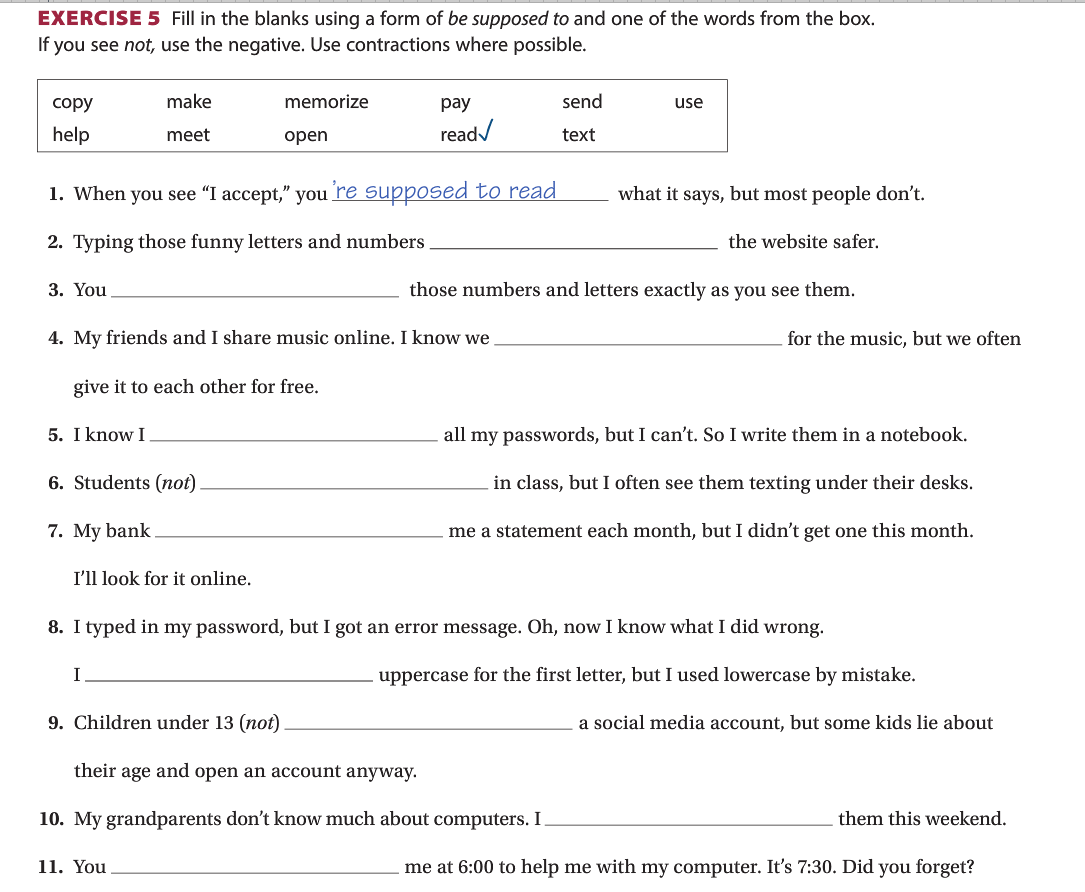 EXERCISE 5 Fill in the blanks using a form of be supposed to and one of the words from the box.
If you see not, use the negative. Use contractions where possible.
copy make memorize pay send use
help meet open read✓ text
1. When you see “I accept,” you 're supposed to read what it says, but most people don’t.
2. Typing those funny letters and numbers ______ the website safer.
3. You ______ those numbers and letters exactly as you see them.
4. My friends and I share music online. I know we ______ for the music, but we often
give it to each other for free.
5. I know I ______ all my passwords, but I can’t. So I write them in a notebook.
6. Students (not) ______ in class, but I often see them texting under their desks.
7. My bank ______ me a statement each month, but I didn’t get one this month.
I’ll look for it online.
8. I typed in my password, but I got an error message. Oh, now I know what I did wrong.
I ______ uppercase for the first letter, but I used lowercase by mistake.
9. Children under 13 (not) ______ a social media account, but some kids lie about
their age and open an account anyway.
10. My grandparents don’t know much about computers. I ______ them this weekend.
11. You ______ me at 6:00 to help me with my computer. It’s 7:30. Did you forget?